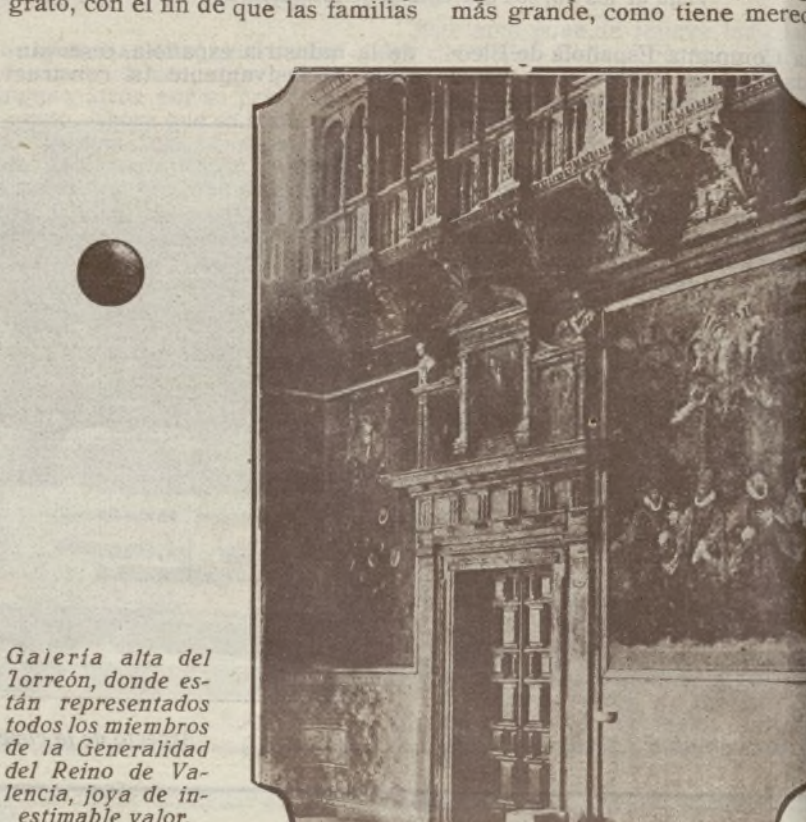 grato, con el fin de que las familias
más grande, como tiene merec
Galería alta del
Torreón, donde es-
tán representados
todos los miembros
de la Generalidad
del Reino de Va-
lencia, joya de in-
estimable valor